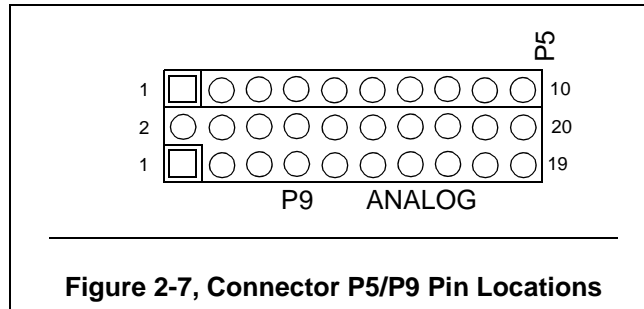 P5
1 10
2 20
1 19
P9 ANALOG
Figure 2-7, Connector P5/P9 Pin Locations